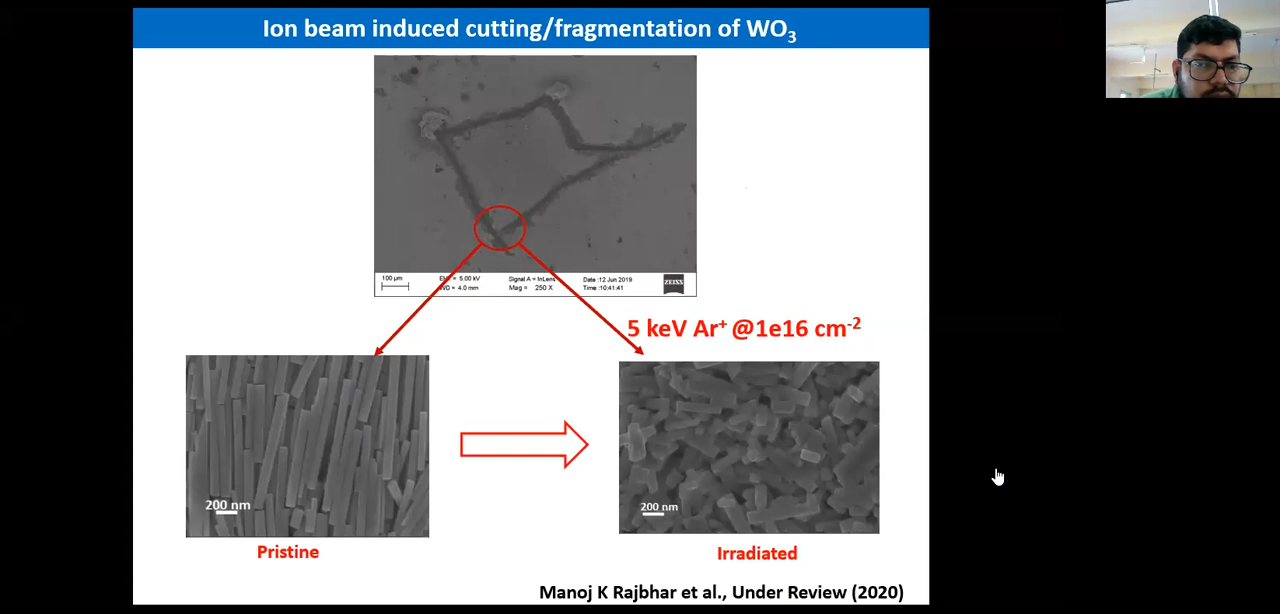 Ion beam induced cutting/fragmentation of WO3
100 µm
EHT = 5.00 kV
WD = 4.0 mm
Signal A = InLens
Mag = 250 X
Date :12 Jun 2019
Time :10:41:41
ZEISS
5 keV Ar+ @1e16 cm-2
200 nm
200 nm
Pristine
Irradiated
Manoj K Rajbhar et al., Under Review (2020)